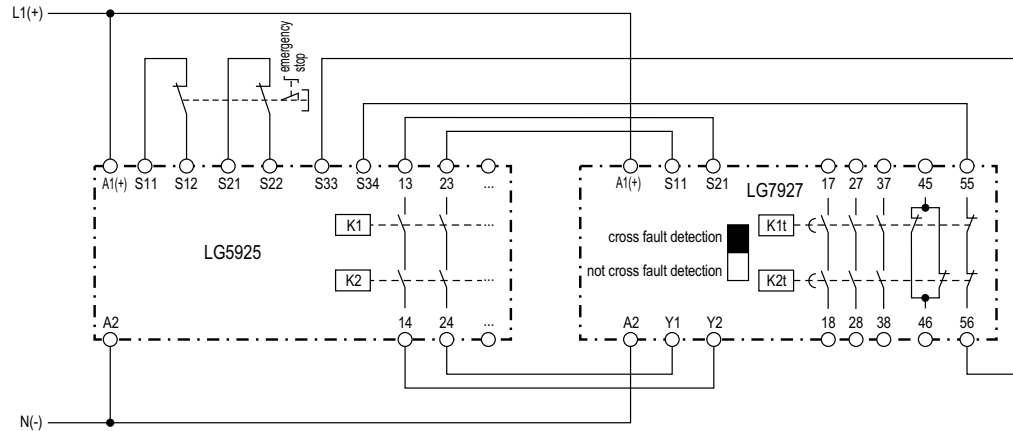 L1(+)
emergency
stop
A1(+) S11 S12 S21 S22 S33 S34 13 23 ...
A1(+) S11 S21 17 27 37 45 55
LG7927
K1 ...
cross fault detection K1t
LG5925
K2 ...
not cross fault detection K2t
A2 14 24 ...
A2 Y1 Y2 18 28 38 46 56
N(-)